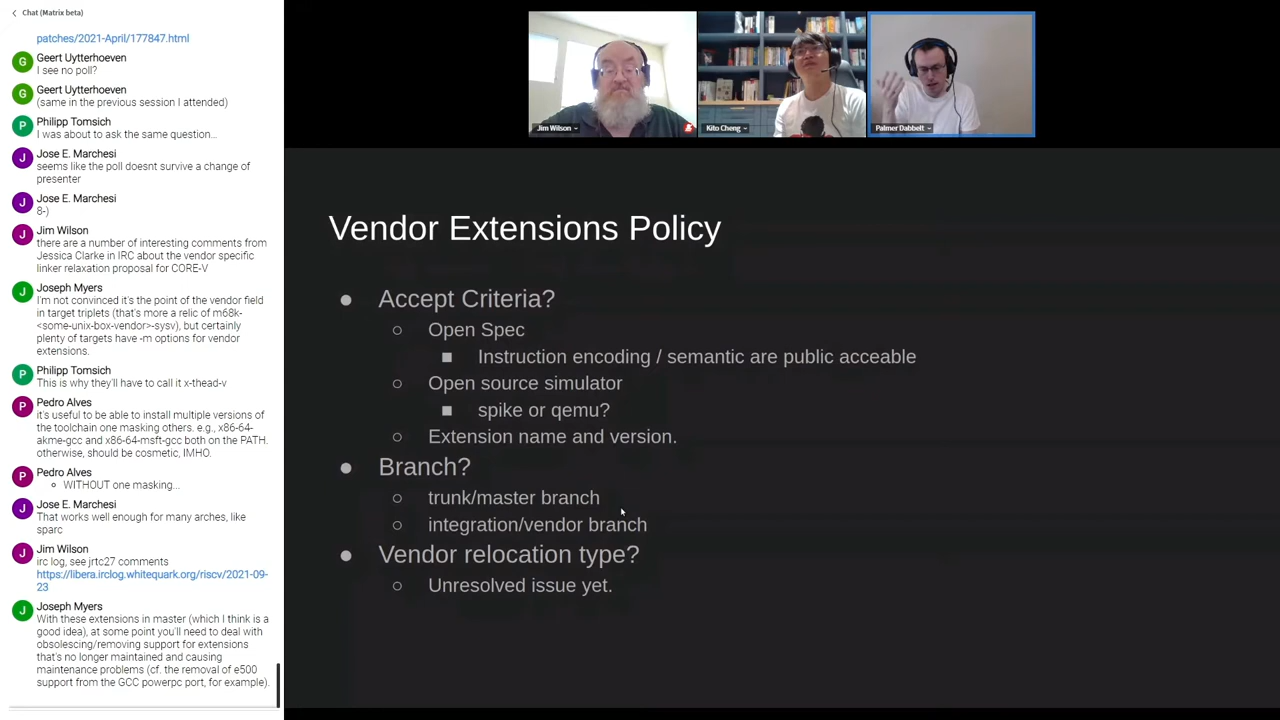 Chat (Matrix beta)
patches/2021-April/177847.html
G
Geert Uytterhoeven
I see no poll?
G
Geert Uytterhoeven
(same in the previous session I attended)
P
Philipp Tomsich
I was about to ask the same question...
J
Jose E. Marchesi
seems like the poll doesnt survive a change of
presenter
J
Jose E. Marchesi
8-)
J
Jim Wilson
there are a number of interesting comments from
Jessica Clarke in IRC about the vendor specific
linker relaxation proposal for CORE-V
J
Joseph Myers
I'm not convinced it's the point of the vendor field
in target triplets (that's more a relic of m68k-
<some-unix-box-vendor>-sysv), but certainly
plenty of targets have -m options for vendor
extensions.
P
Philipp Tomsich
This is why they'll have to call it x-thead-v
P
Pedro Alves
it's useful to be able to install multiple versions of
the toolchain one masking others. e.g., x86-64-
akme-gcc and x86-64-msft-gcc both on the PATH.
otherwise, should be cosmetic, IMHO.
P
Pedro Alves
WITHOUT one masking...
J
Jose E. Marchesi
That works well enough for many arches, like
sparc
J
Jim Wilson
irc log, see jrtc27 comments
https://libera.irclog.whitequark.org/riscv/2021-09-
23
J
Joseph Myers
With these extensions in master (which I think is a
good idea), at some point you'll need to deal with
obsolescing/removing support for extensions
that's no longer maintained and causing
maintenance problems (cf. the removal of e500
support from the GCC powerpc port, for example).
Jim Wilson
Kito Cheng
Palmer Dabbelt
Vendor Extensions Policy
Accept Criteria?
Open Spec
Instruction encoding / semantic are public acceable
Open source simulator
spike or qemu?
Extension name and version.
Branch?
trunk/master branch
integration/vendor branch
Vendor relocation type?
Unresolved issue yet.